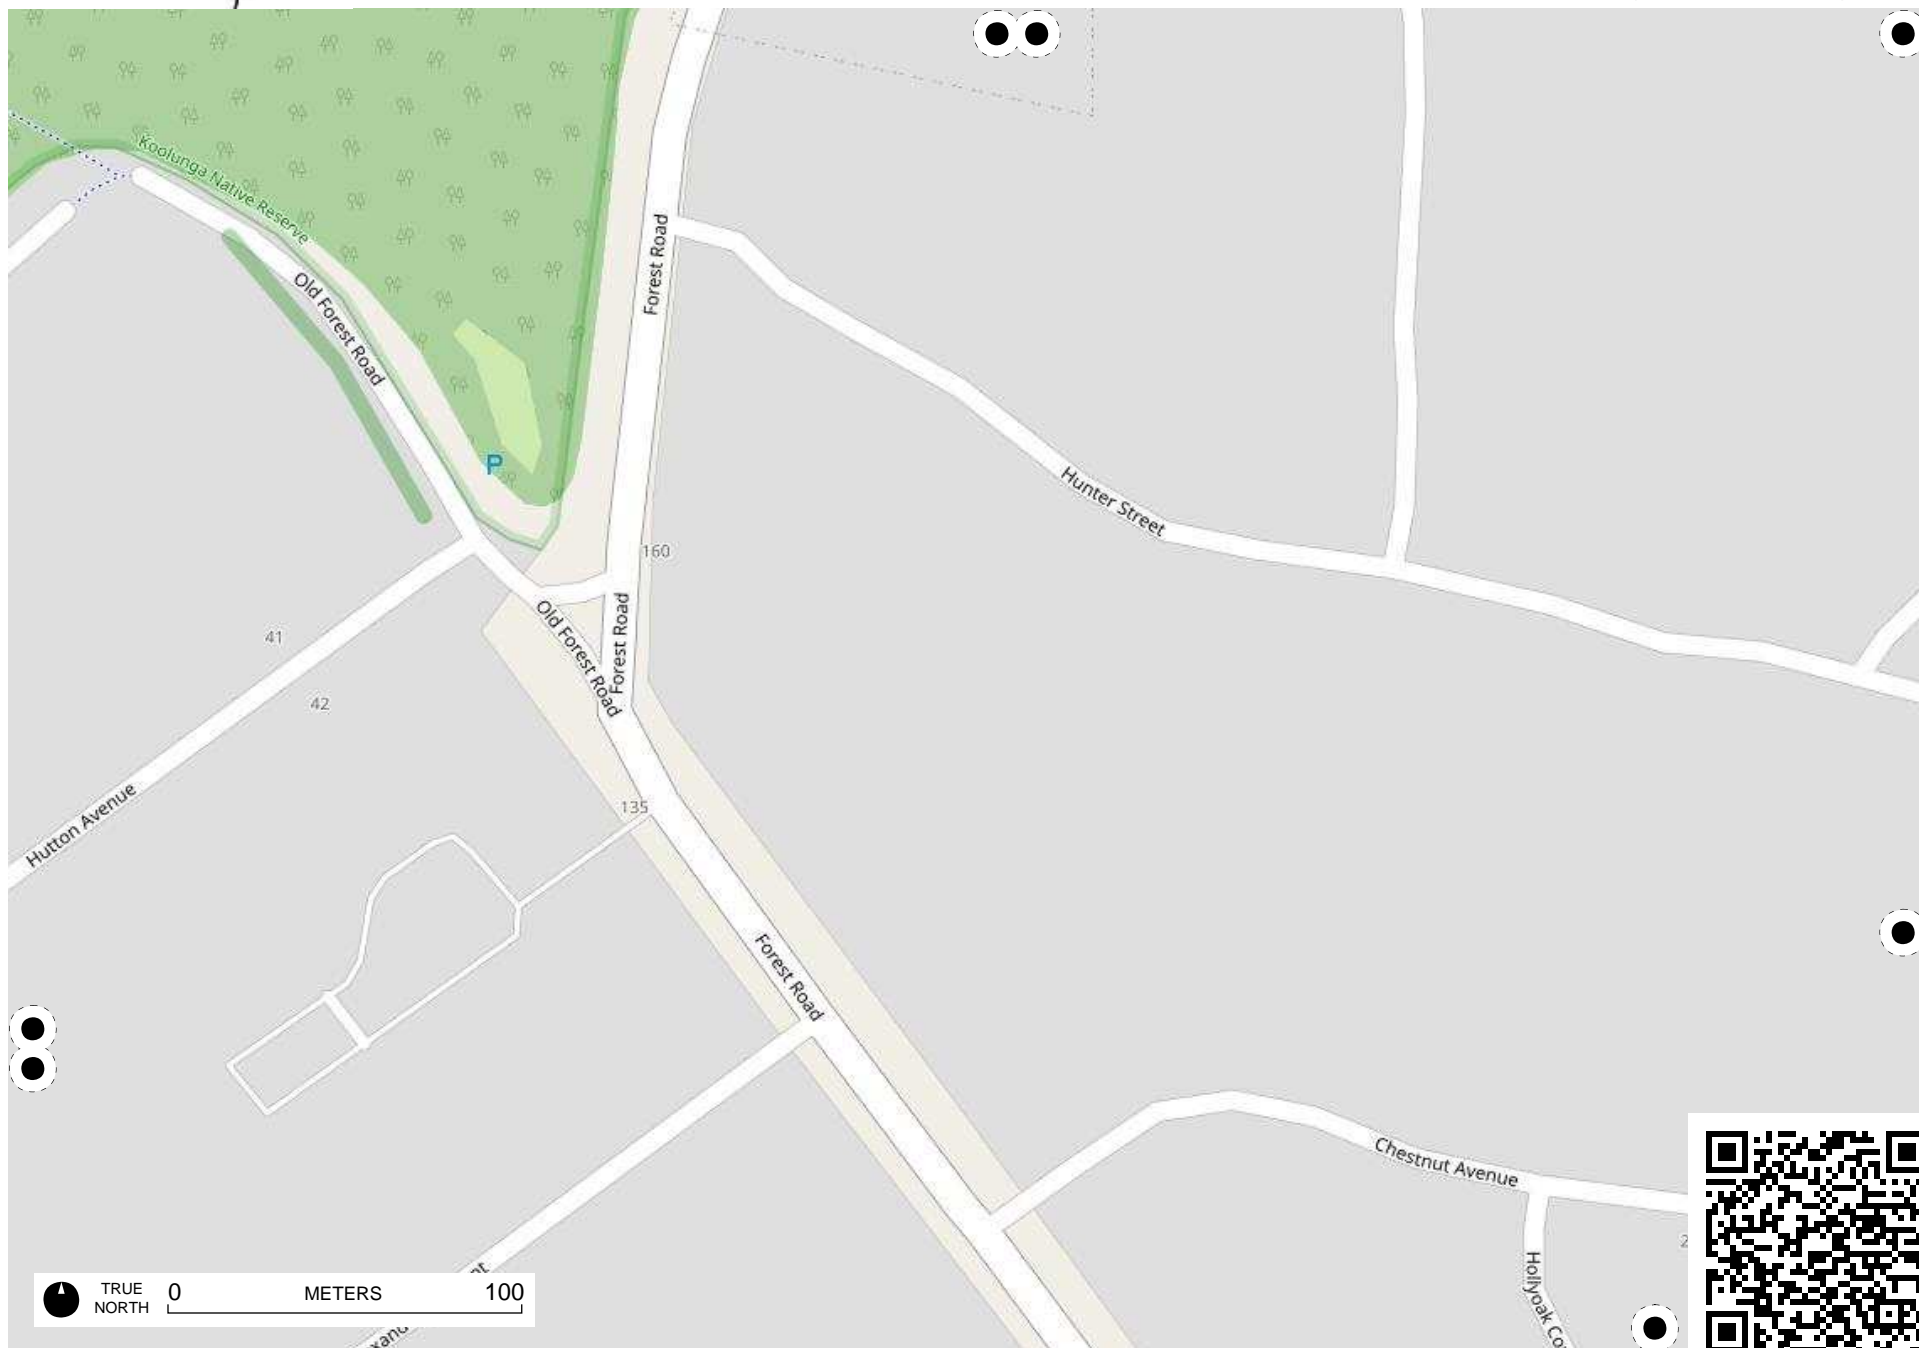 Koolunga Native Reserve
Forest Road
Old Forest Road
P
Hunter Street
160
Forest Road
Old Forest Road
41
42
135
Hutton Avenue
Forest Road
Chestnut Avenue
Hollyoak
TRUE NORTH
0 METERS 100